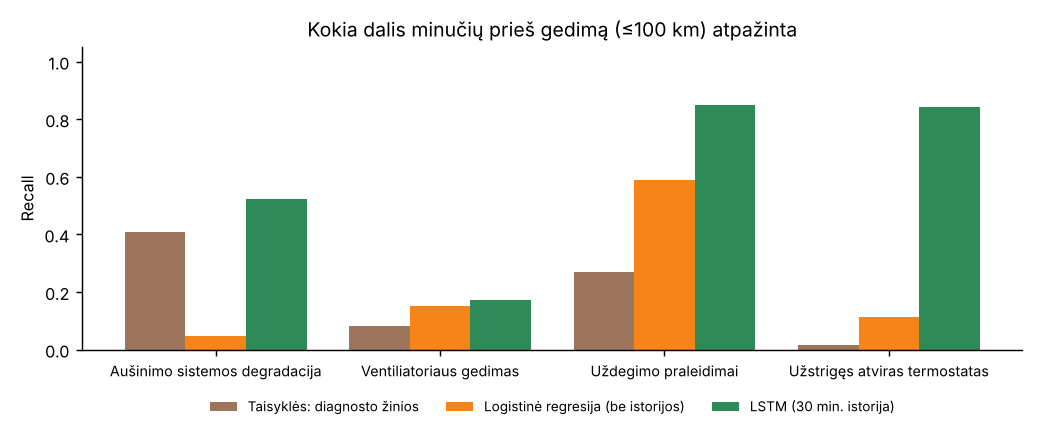 Kokia dalis minučių prieš gedimą (≤100 km) atpažinta
Recall
1.0
0.8
0.6
0.4
0.2
0.0
Aušinimo sistemos degradacija
Ventiliatoriaus gedimas
Uždegimo praleidimai
Užstrigęs atviras termostatas
Taisyklės: diagnosto žinios
Logistinė regresija (be istorijos)
LSTM (30 min. istorija)